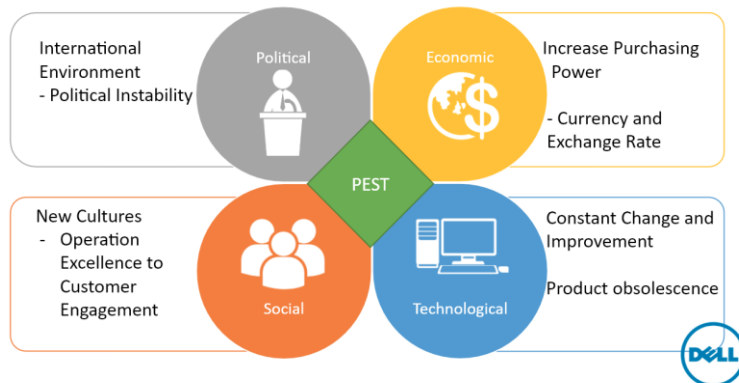 International
Environment
- Political Instability
Political
Economic
Increase Purchasing
Power
- Currency and
Exchange Rate
PEST
New Cultures
- Operation
Excellence to
Customer
Engagement
Social
Technological
Constant Change and
Improvement
Product obsolescence
DELL